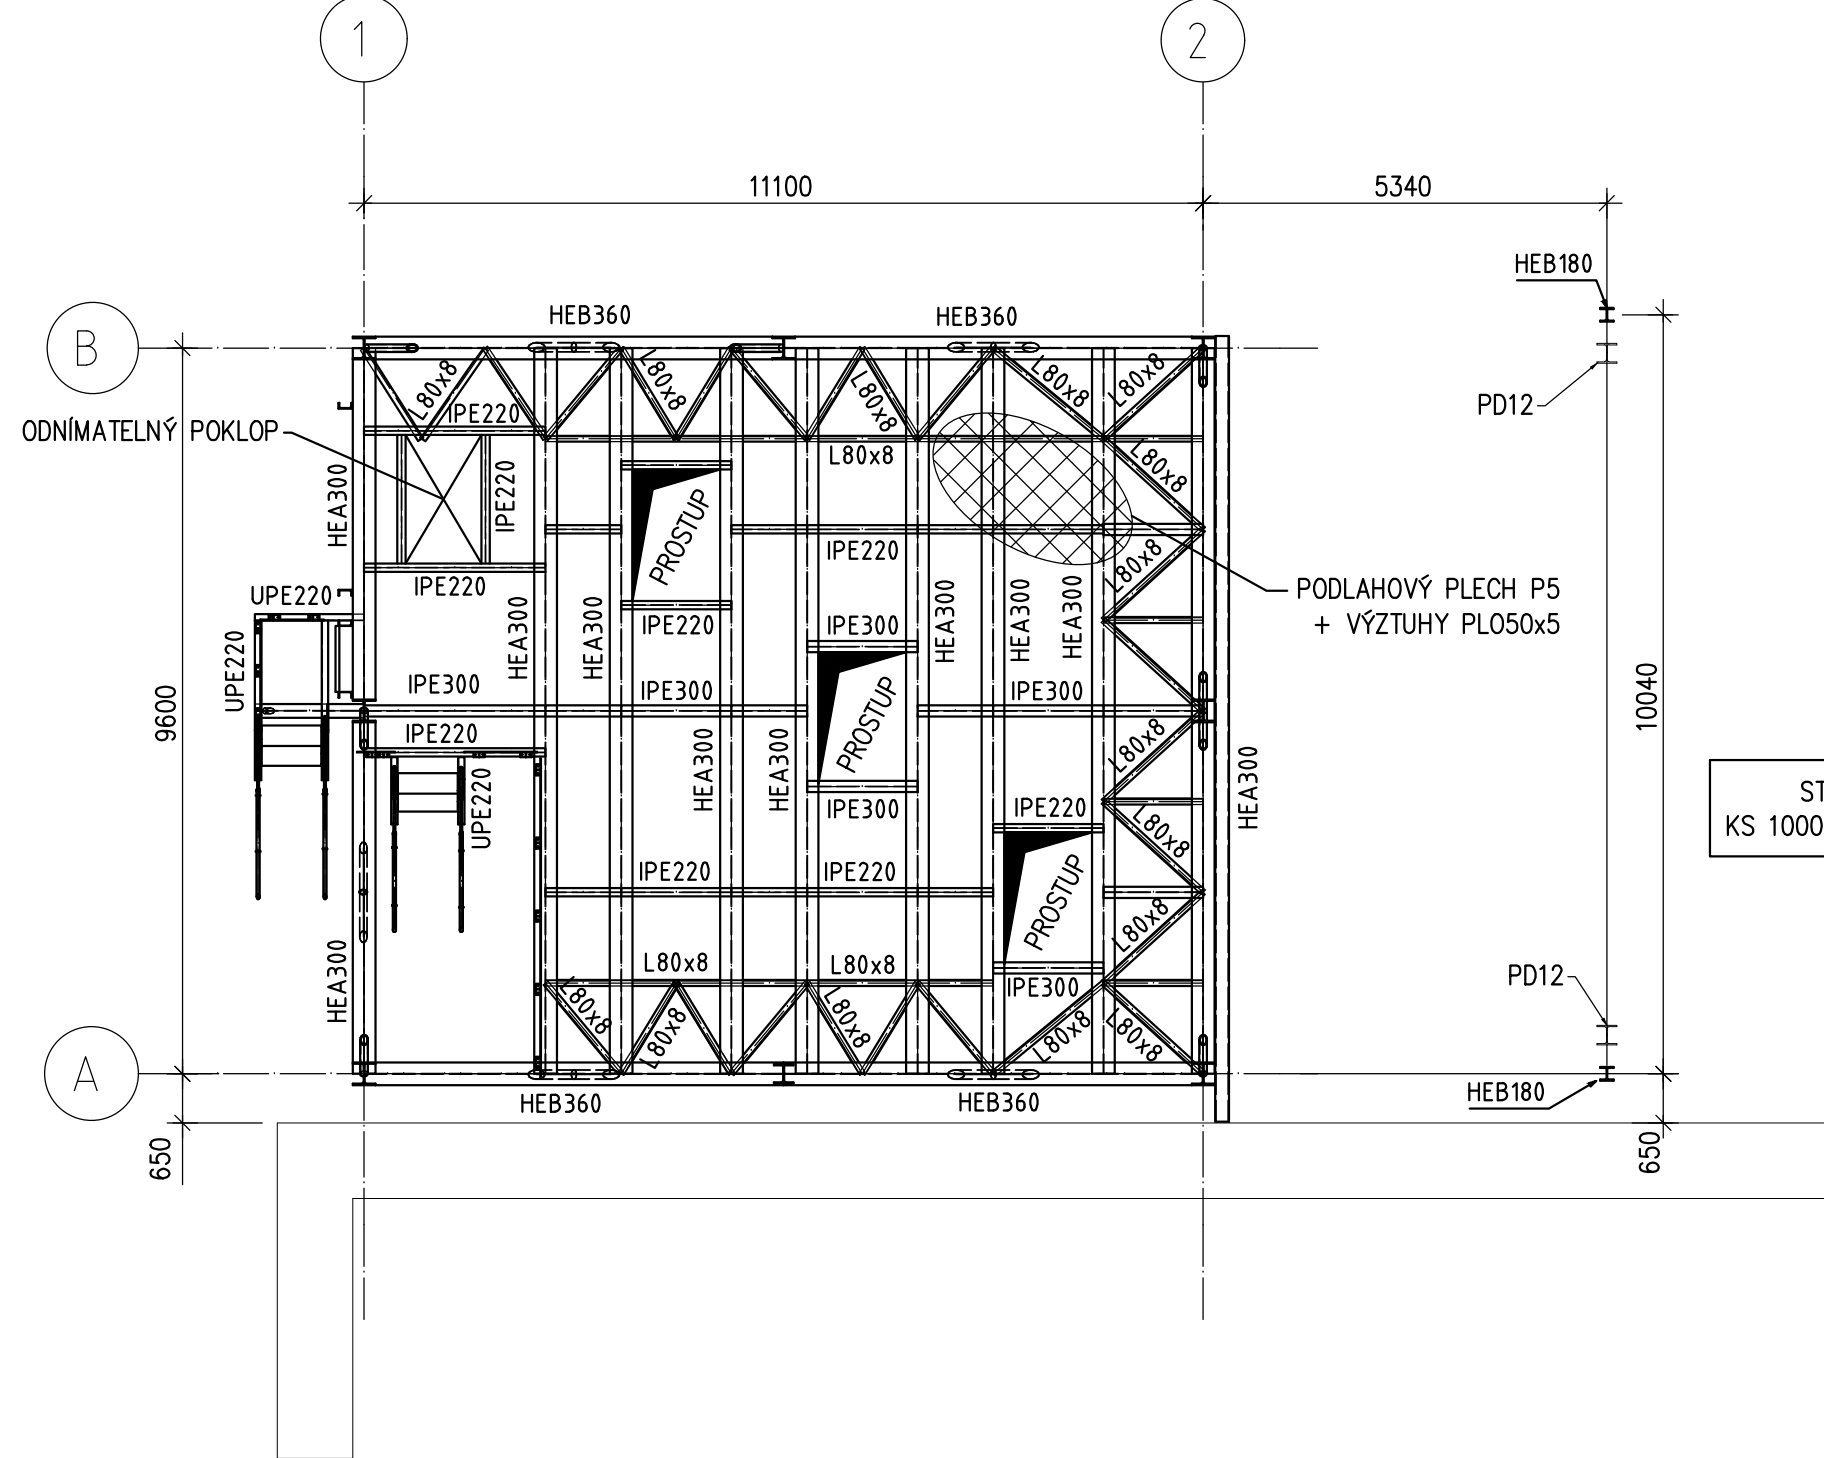 1
2
11100
5340
HEB180
B
HEB360
HEB360
PD12
L80x8
L80x8
L80x8
L80x8
L80x8
IPE220
ODNÍMATELNÝ POKLOP
L80x8
L80x8
HEA300
IPE220
PROSTUP
IPE220
L80x8
IPE220
UPE220
HEA300
HEA300
IPE220
IPE300
HEA300
HEA300
HEA300
PODLAHOVÝ PLECH P5
+ VÝZTUHY PLO50x5
UPE220
IPE300
IPE300
IPE300
9600
10040
PROSTUP
IPE220
HEA300
HEA300
L80x8
HEA300
UPE220
IPE300
IPE220
L80x8
ST
KS 1000
IPE220
IPE220
PROSTUP
L80x8
HEA300
L80x8
L80x8
IPE300
PD12
L80x8
L80x8
L80x8
L80x8
L80x8
A
HEB360
HEB360
HEB180
650
650